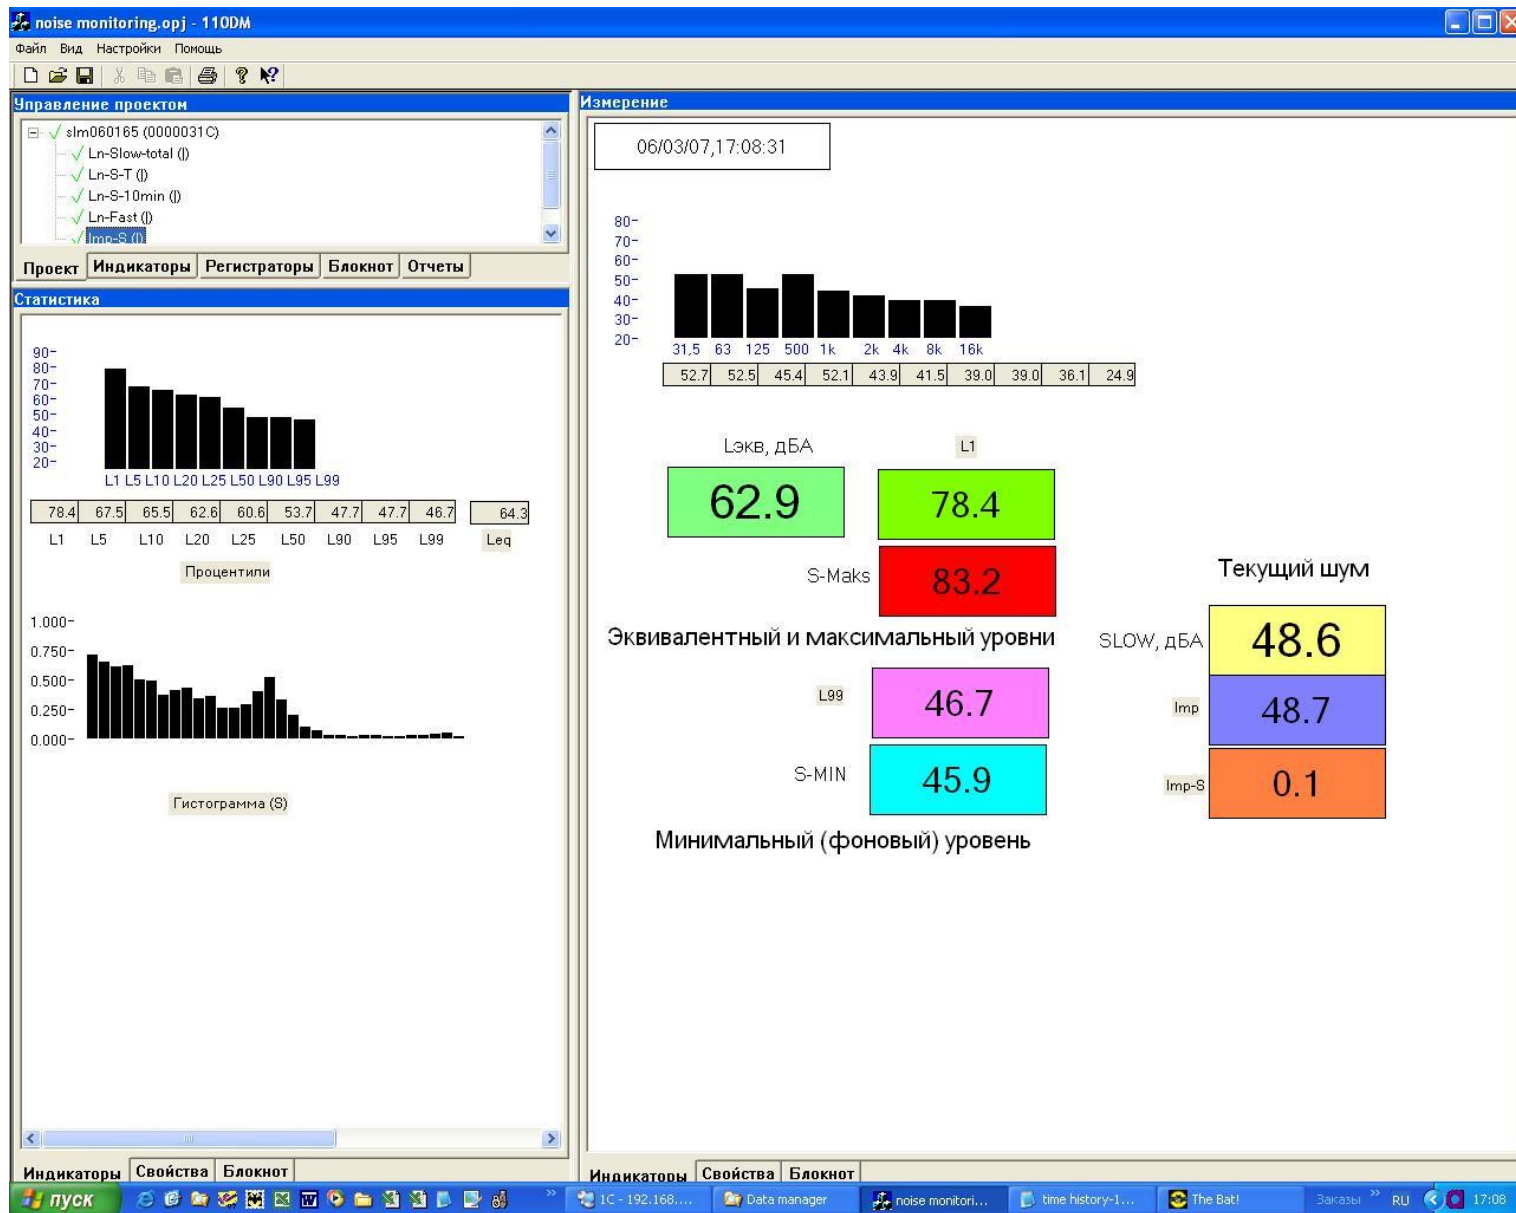 noise monitoring.opj - 110DM
Файл Вид Настройки Помощь
Управление проектом
slm060165 (0000031C)
Ln-Slow-total (|)
Ln-S-T (|)
Ln-S-10min (|)
Ln-Fast (|)
Imp-S (|)
Проект Индикаторы Регистраторы Блокнот Отчеты
Статистика
90-
80-
70-
60-
50-
40-
30-
20-
L1 L5 L10 L20 L25 L50 L90 L95 L99
78.4 67.5 65.5 62.6 60.6 53.7 47.7 47.7 46.7 64.3
L1 L5 L10 L20 L25 L50 L90 L95 L99 Leq
Процентили
1.000-
0.750-
0.500-
0.250-
0.000-
Гистограмма (S)
Индикаторы Свойства Блокнот
Измерение
06/03/07,17:08:31
80-
70-
60-
50-
40-
30-
20-
31,5 63 125 500 1k 2k 4k 8k 16k
52.7 52.5 45.4 52.1 43.9 41.5 39.0 39.0 36.1 24.9
Lэкв, дБА L1
62.9 78.4
S-Maks 83.2
Эквивалентный и максимальный уровни
L99 46.7
S-MIN 45.9
Минимальный (фоновый) уровень
Текущий шум
SLOW, дБА 48.6
Imp 48.7
Imp-S 0.1
Индикаторы Свойства Блокнот
пуск 1C - 192.168.... Data manager noise monitori... time history-1... The Bat! Заказы RU 17:08